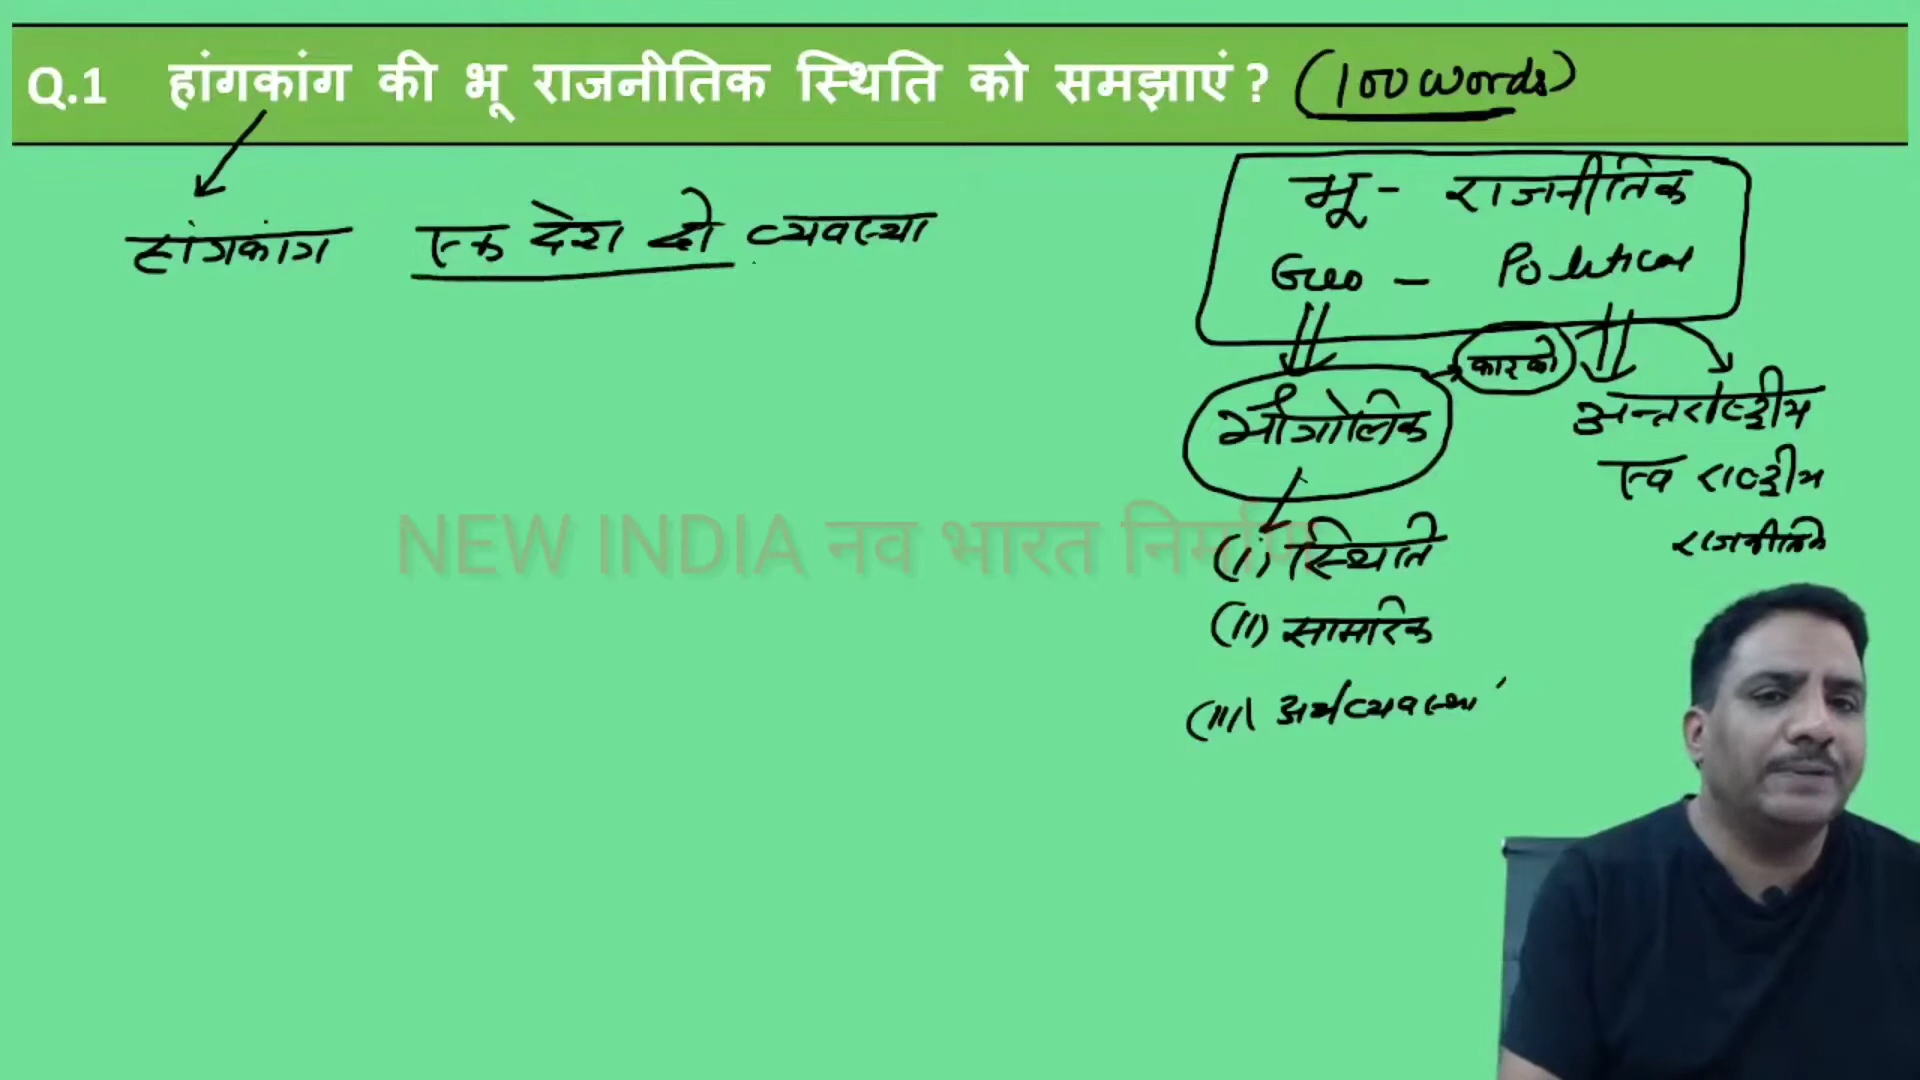 Q.1 हांगकांग की भू राजनीतिक स्थिति को समझाएं ? (100 words)
हांगकांग एक देश दो व्यवस्था
भू - राजनीतिक
Geo - Political
कारको
भौगोलिक
अन्तर्राष्ट्रीय
एवं राष्ट्रीय
राजनीति
(i) स्थिति
(ii) सामरिक
(iii) अर्थव्यवस्था
NEW INDIA नव भारत निर्माण